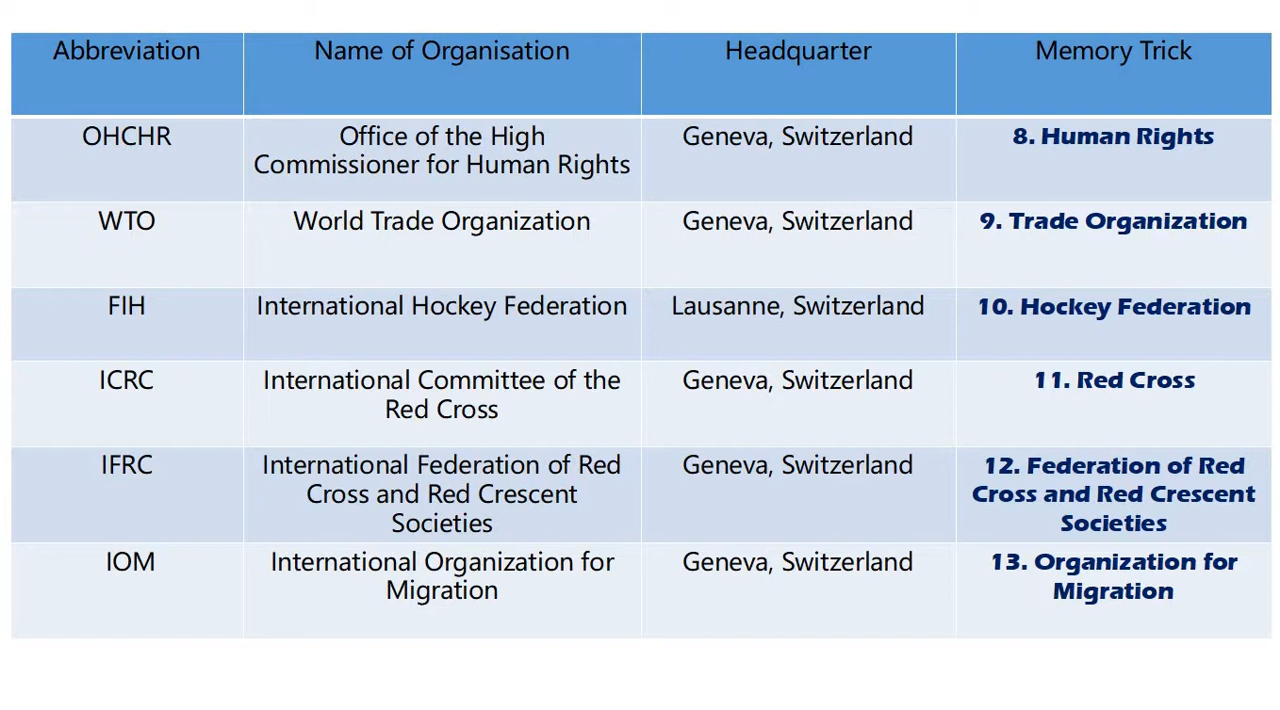 Abbreviation Name of Organisation Headquarter Memory Trick
OHCHR Office of the High Geneva, Switzerland 8. Human Rights
Commissioner for Human Rights
WTO World Trade Organization Geneva, Switzerland 9. Trade Organization
FIH International Hockey Federation Lausanne, Switzerland 10. Hockey Federation
ICRC International Committee of the Geneva, Switzerland 11. Red Cross
Red Cross
IFRC International Federation of Red Geneva, Switzerland 12. Federation of Red
Cross and Red Crescent Cross and Red Crescent
Societies Societies
IOM International Organization for Geneva, Switzerland 13. Organization for
Migration Migration